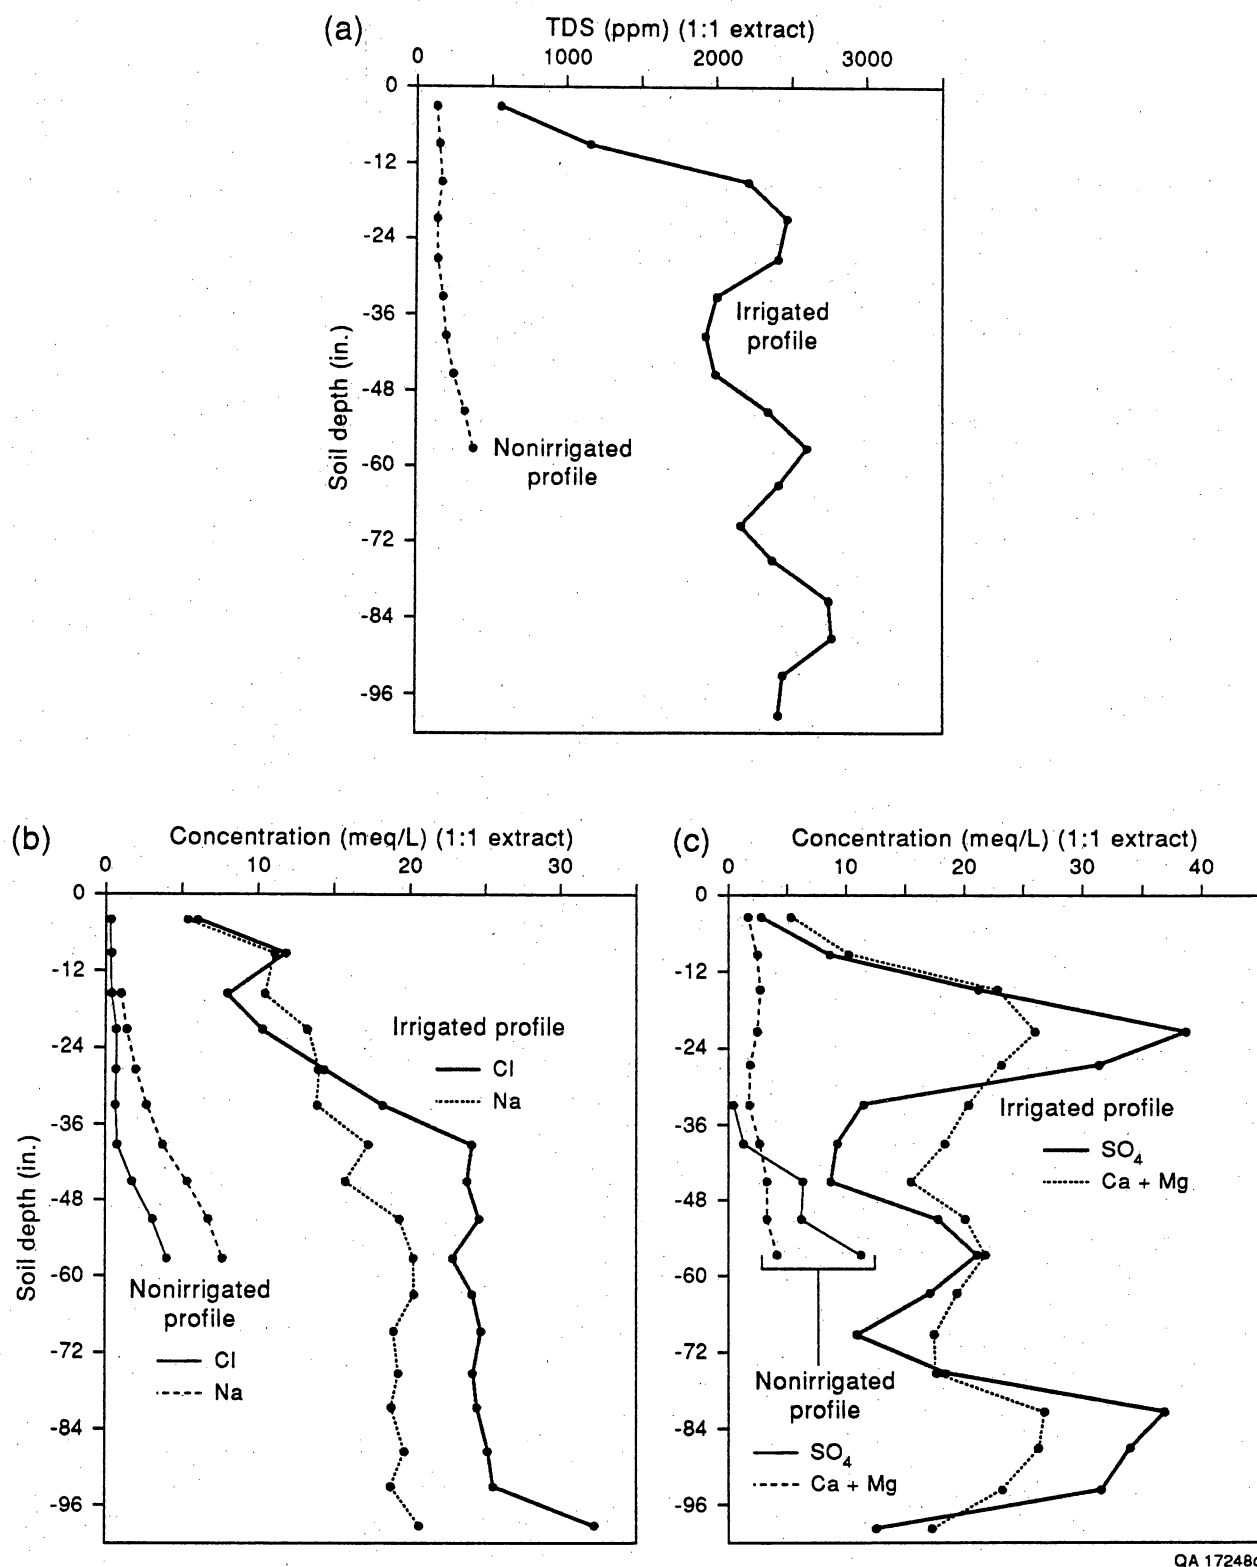 (a)
TDS (ppm) (1:1 extract)
0 1000 2000 3000
0
-12
-24
-36
-48
-60
-72
-84
-96
Soil depth (in.)
Irrigated
profile
Nonirrigated
profile
(b)
Concentration (meq/L) (1:1 extract)
0 10 20 30
0
-12
-24
-36
-48
-60
-72
-84
-96
Soil depth (in.)
Irrigated profile
Cl
Na
Nonirrigated
profile
Cl
Na
(c)
Concentration (meq/L) (1:1 extract)
0 10 20 30 40
0
-12
-24
-36
-48
-60
-72
-84
-96
Irrigated profile
SO4
Ca + Mg
Nonirrigated
profile
SO4
Ca + Mg